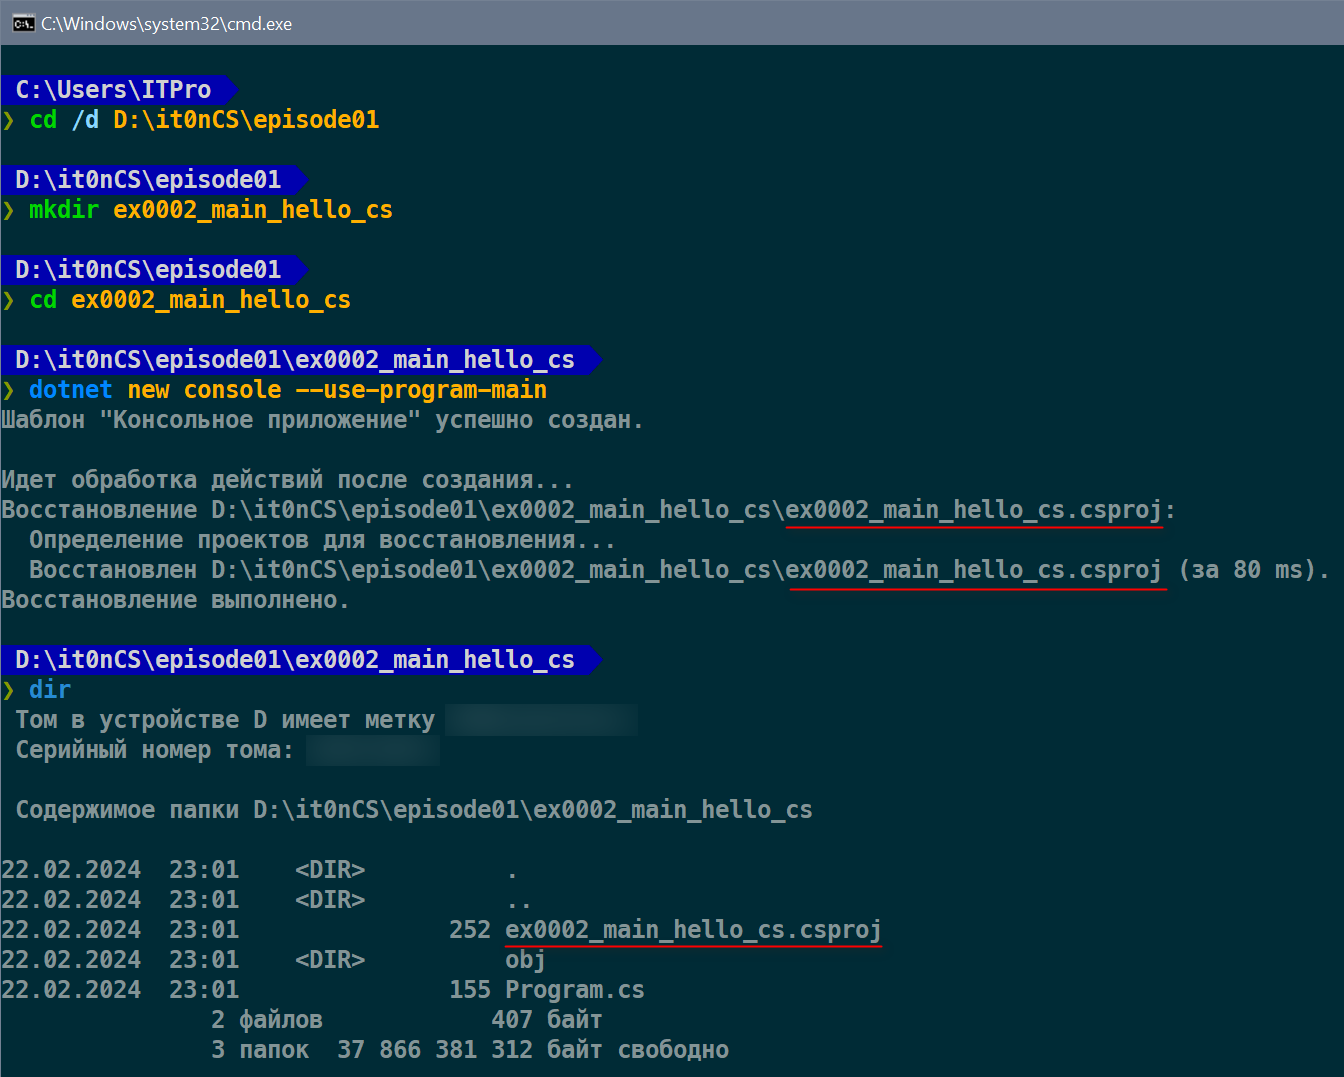 C:\Windows\system32\cmd.exe
C:\Users\ITPro
❯ cd /d D:\it0nCS\episode01
D:\it0nCS\episode01
❯ mkdir ex0002_main_hello_cs
D:\it0nCS\episode01
❯ cd ex0002_main_hello_cs
D:\it0nCS\episode01\ex0002_main_hello_cs
❯ dotnet new console --use-program-main
Шаблон "Консольное приложение" успешно создан.
Идет обработка действий после создания...
Восстановление D:\it0nCS\episode01\ex0002_main_hello_cs\ex0002_main_hello_cs.csproj:
Определение проектов для восстановления...
Восстановлен D:\it0nCS\episode01\ex0002_main_hello_cs\ex0002_main_hello_cs.csproj (за 80 ms).
Восстановление выполнено.
D:\it0nCS\episode01\ex0002_main_hello_cs
❯ dir
Том в устройстве D имеет метку
Серийный номер тома:
Содержимое папки D:\it0nCS\episode01\ex0002_main_hello_cs
22.02.2024 23:01 <DIR> .
22.02.2024 23:01 <DIR> ..
22.02.2024 23:01 252 ex0002_main_hello_cs.csproj
22.02.2024 23:01 <DIR> obj
22.02.2024 23:01 155 Program.cs
2 файлов 407 байт
3 папок 37 866 381 312 байт свободно